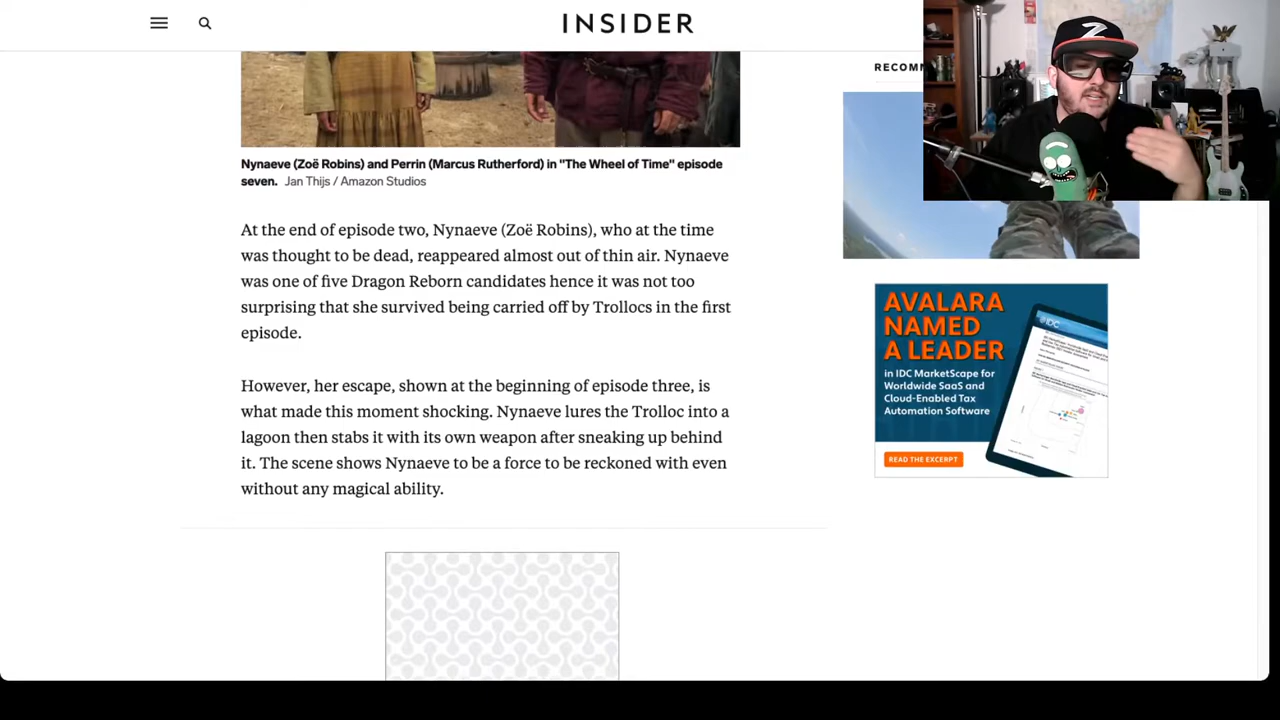 INSIDER
RECOMM
Nynaeve (Zoë Robins) and Perrin (Marcus Rutherford) in "The Wheel of Time" episode
seven. Jan Thijs / Amazon Studios
At the end of episode two, Nynaeve (Zoë Robins), who at the time
was thought to be dead, reappeared almost out of thin air. Nynaeve
was one of five Dragon Reborn candidates hence it was not too
surprising that she survived being carried off by Trollocs in the first
episode.
However, her escape, shown at the beginning of episode three, is
what made this moment shocking. Nynaeve lures the Trolloc into a
lagoon then stabs it with its own weapon after sneaking up behind
it. The scene shows Nynaeve to be a force to be reckoned with even
without any magical ability.
AVALARA
NAMED
A LEADER
in IDC MarketScape for
Worldwide SaaS and
Cloud-Enabled Tax
Automation Software
READ THE EXCERPT
IDC
Z